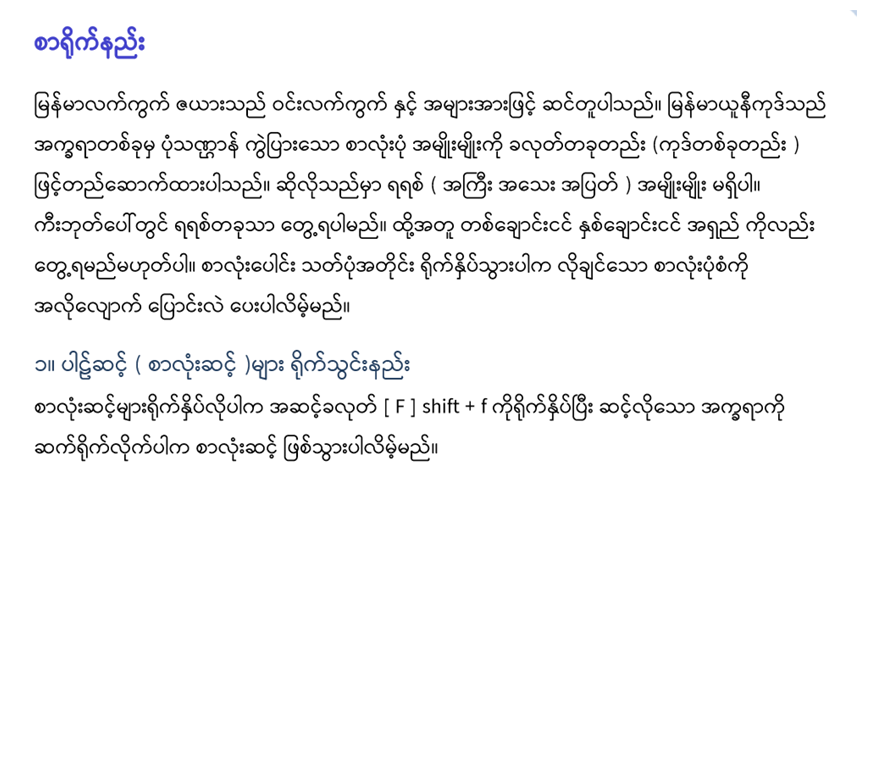 စာရိုက်နည်း
မြန်မာလက်ကွက် ဇယားသည် ဝင်းလက်ကွက် နှင့် အများအားဖြင့် ဆင်တူပါသည်။ မြန်မာယူနီကုဒ်သည်
အက္ခရာတစ်ခုမှ ပုံသဏ္ဌာန် ကွဲပြားသော စာလုံးပုံ အမျိုးမျိုးကို ခလုတ်တခုတည်း (ကုဒ်တစ်ခုတည်း )
ဖြင့်တည်ဆောက်ထားပါသည်။ ဆိုလိုသည်မှာ ရရစ် ( အကြီး အသေး အပြတ် ) အမျိုးမျိုး မရှိပါ။
ကီးဘုတ်ပေါ်တွင် ရရစ်တခုသာ တွေ့ရပါမည်။ ထို့အတူ တစ်ချောင်းငင် နှစ်ချောင်းငင် အရှည် ကိုလည်း
တွေ့ရမည်မဟုတ်ပါ။ စာလုံးပေါင်း သတ်ပုံအတိုင်း ရိုက်နှိပ်သွားပါက လိုချင်သော စာလုံးပုံစံကို
အလိုလျောက် ပြောင်းလဲ ပေးပါလိမ့်မည်။
၁။ ပါဠ်ဆင့် ( စာလုံးဆင့် )များ ရိုက်သွင်းနည်း
စာလုံးဆင့်များရိုက်နှိပ်လိုပါက အဆင့်ခလုတ် [ F ] shift + f ကိုရိုက်နှိပ်ပြီး ဆင့်လိုသော အက္ခရာကို
ဆက်ရိုက်လိုက်ပါက စာလုံးဆင့် ဖြစ်သွားပါလိမ့်မည်။